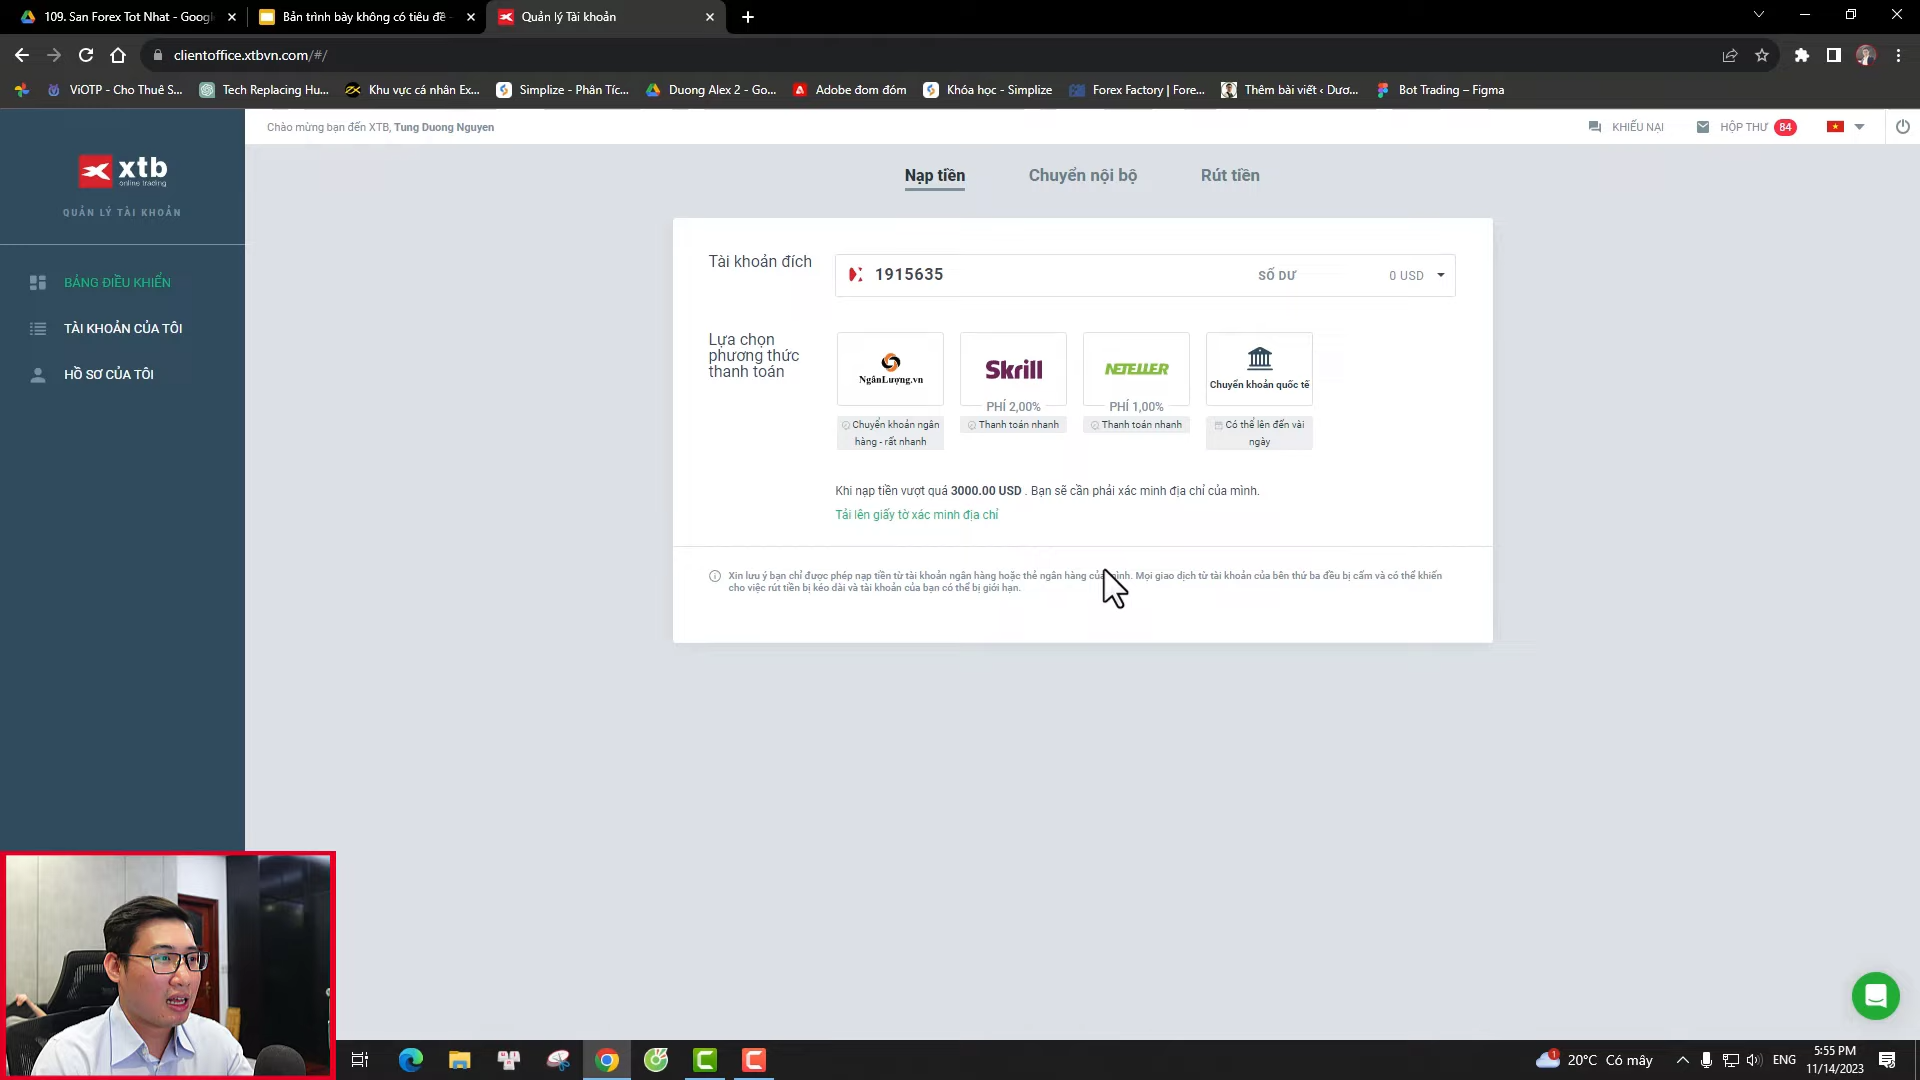 109. San Forex Tot Nhat - Googl
Bản trình bày không có tiêu đề -
Quản lý Tài khoản
clientoffice.xtbvn.com/#/
ViOTP - Cho Thuê S...
Tech Replacing Hu...
Khu vực cá nhân Ex...
Simplize - Phân Tíc...
Duong Alex 2 - Go...
Adobe đom đóm
Khóa học - Simplize
Forex Factory | Fore...
Thêm bài viết ‹ Dươ...
Bot Trading – Figma
Chào mừng bạn đến XTB, Tung Duong Nguyen
KHIẾU NẠI
HỘP THƯ 84
xtb
online trading
QUẢN LÝ TÀI KHOẢN
BẢNG ĐIỀU KHIỂN
TÀI KHOẢN CỦA TÔI
HỒ SƠ CỦA TÔI
Nạp tiền
Chuyển nội bộ
Rút tiền
Tài khoản đích
1915635
SỐ DƯ
0 USD
Lựa chọn
phương thức
thanh toán
NgânLượng.vn
Chuyển khoản ngân
hàng - rất nhanh
Skrill
PHÍ 2,00%
Thanh toán nhanh
NETELLER
PHÍ 1,00%
Thanh toán nhanh
Chuyển khoản quốc tế
Có thể lên đến vài
ngày
Khi nạp tiền vượt quá 3000.00 USD . Bạn sẽ cần phải xác minh địa chỉ của mình.
Tải lên giấy tờ xác minh địa chỉ
Xin lưu ý bạn chỉ được phép nạp tiền từ tài khoản ngân hàng hoặc thẻ ngân hàng của mình. Mọi giao dịch từ tài khoản của bên thứ ba đều bị cấm và có thể khiến
cho việc rút tiền bị kéo dài và tài khoản của bạn có thể bị giới hạn.
1
20°C Có mây
ENG
5:55 PM
11/14/2023